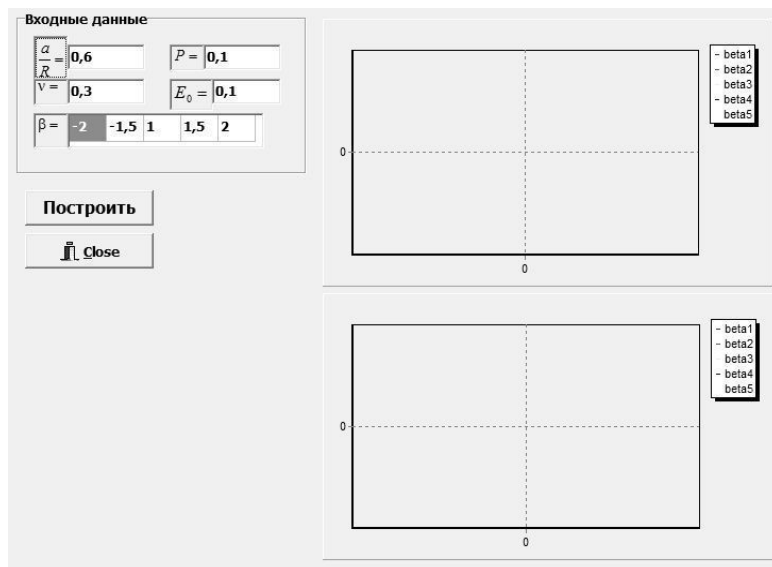 Входные данные
a/R = 0,6
P = 0,1
ν = 0,3
E₀ = 0,1
β = -2 -1,5 1 1,5 2
Построить
Close
0
0
beta1
beta2
beta3
beta4
beta5
0
0
beta1
beta2
beta3
beta4
beta5